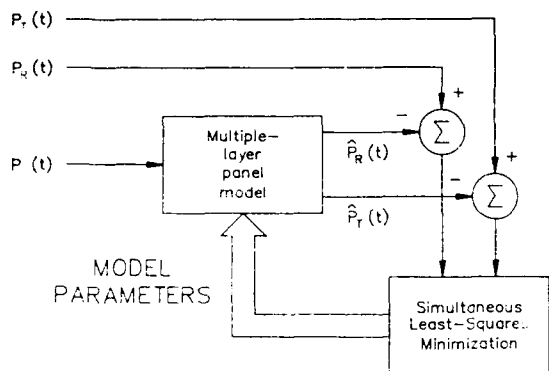 P_T(t)
P_R(t)
P (t)
Multiple-
layer
panel
model
P̂_R(t)
P̂_T(t)
+
−
Σ
+
−
Σ
MODEL
PARAMETERS
Simultaneous
Least-Square
Minimization